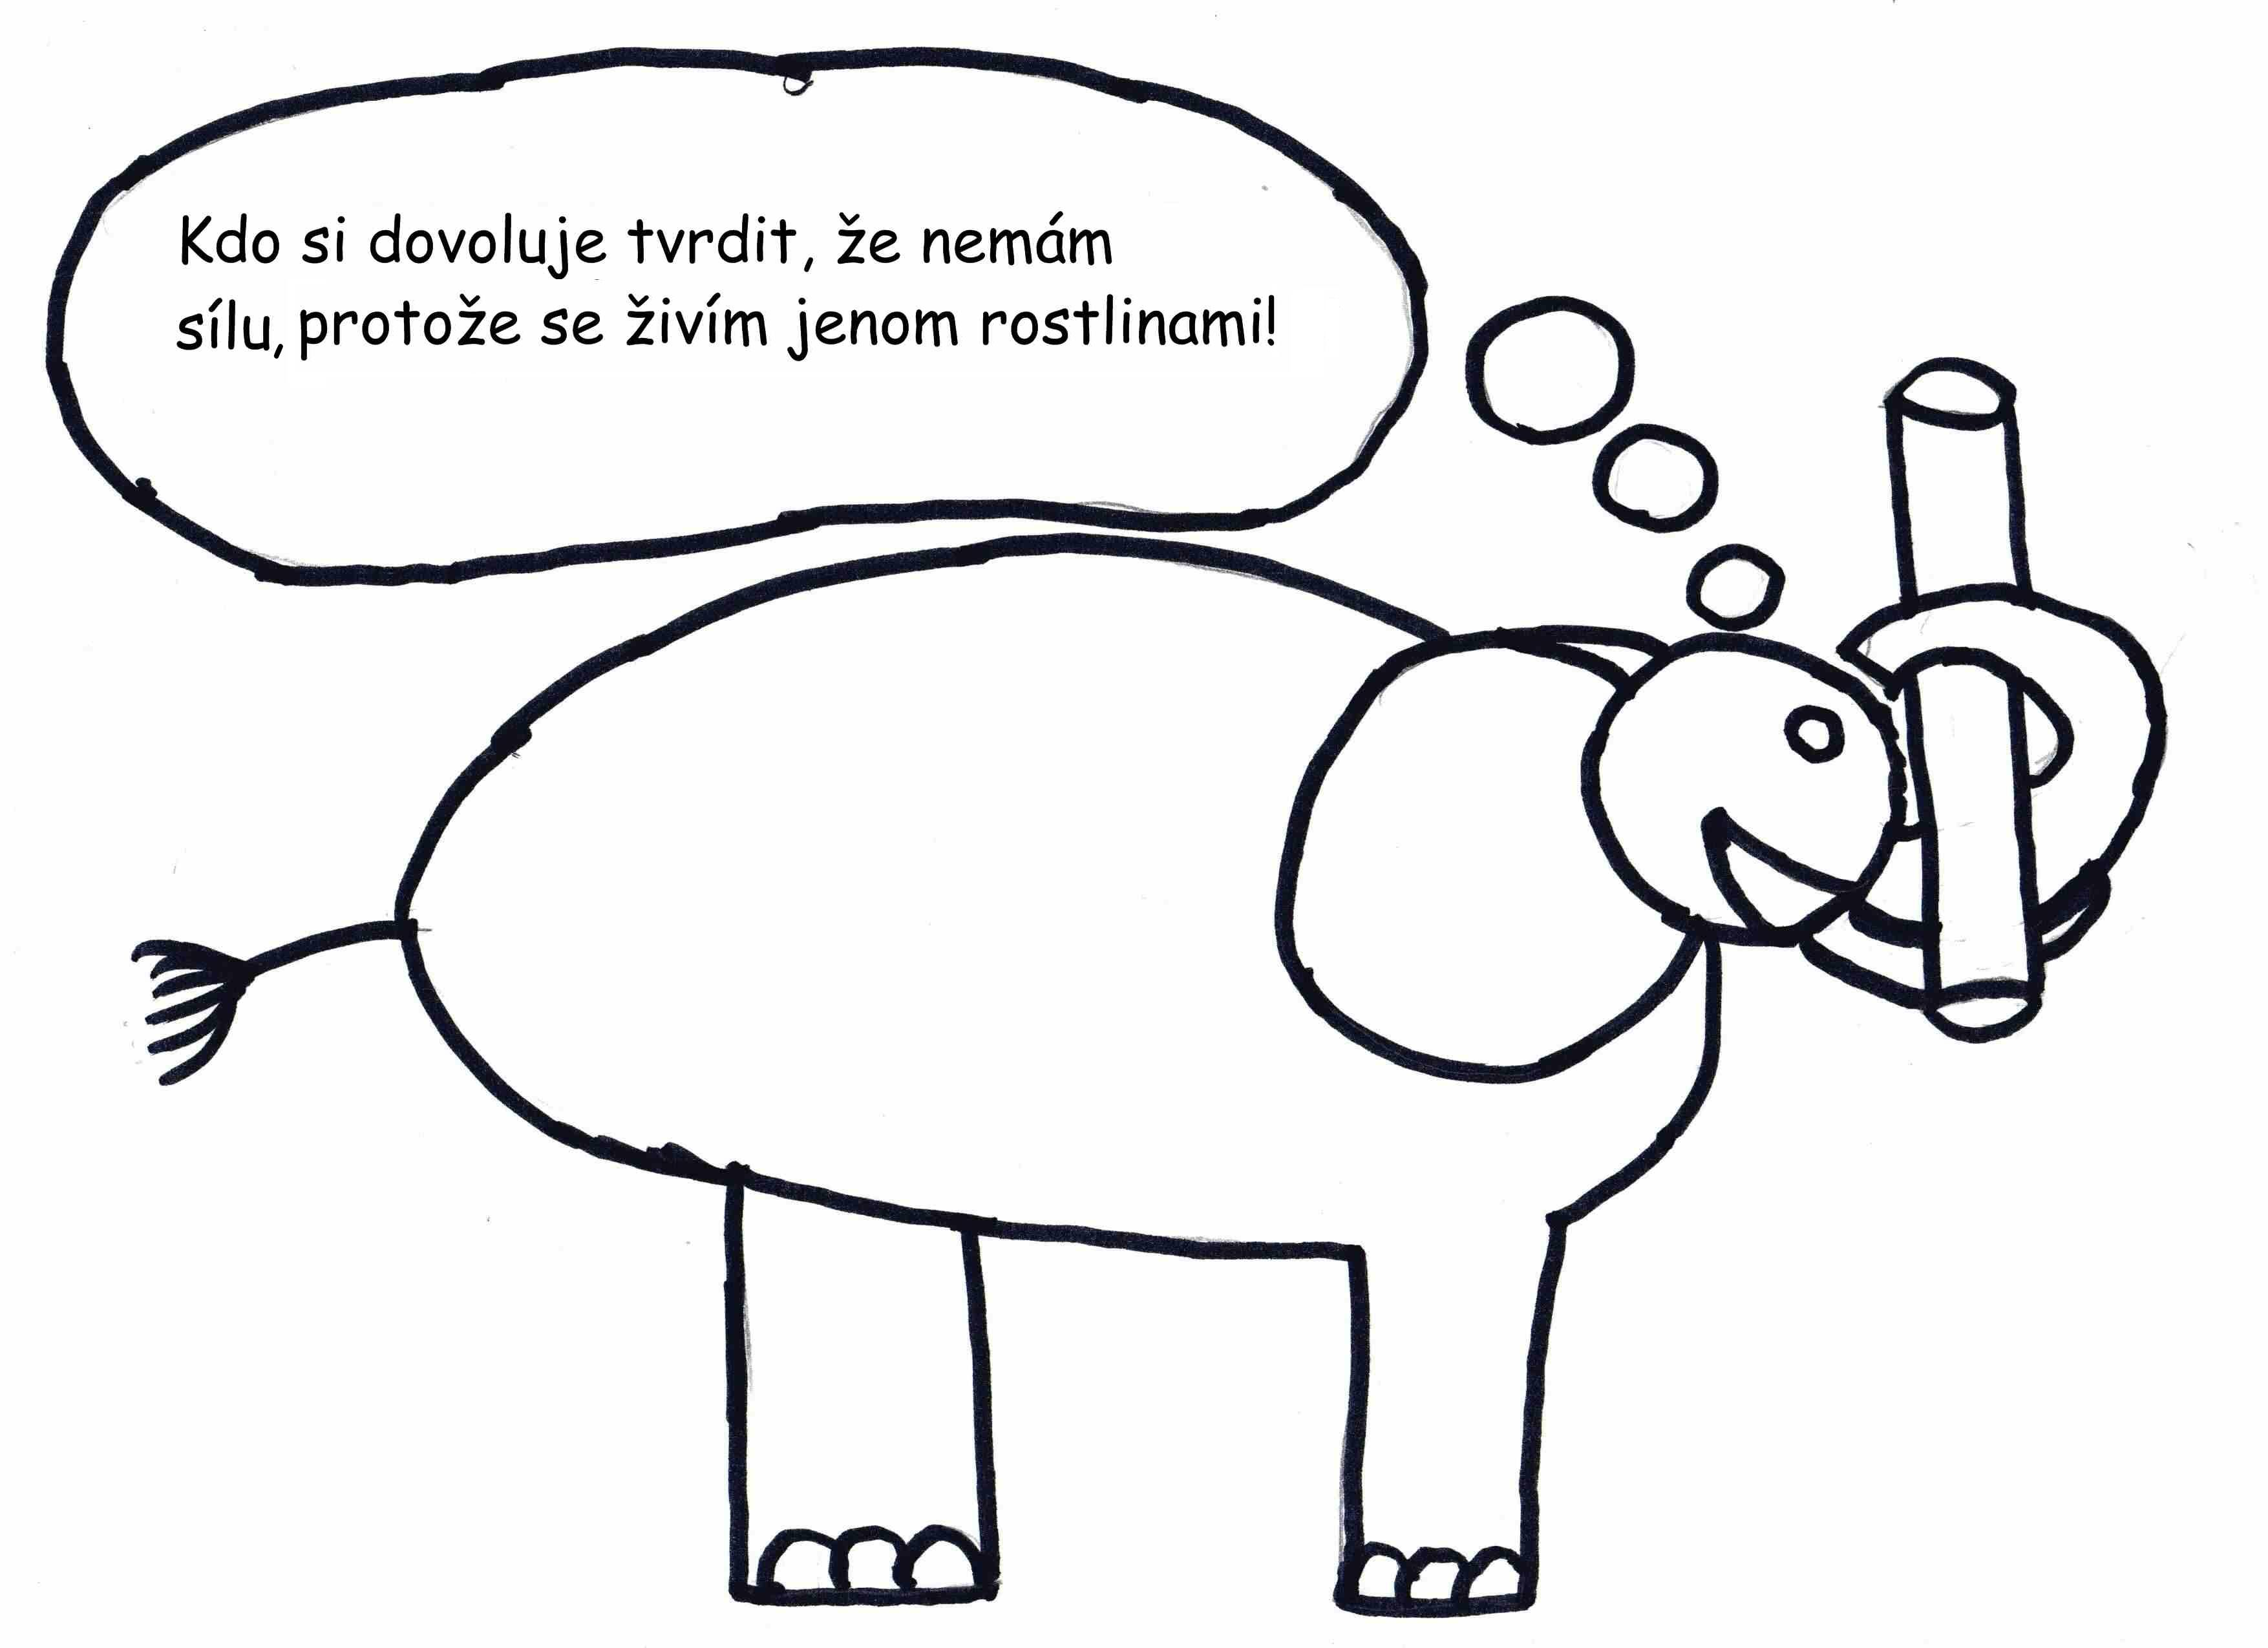 Kdo si dovoluje tvrdit, že nemám
sílu, protože se živím jenom rostlinami!